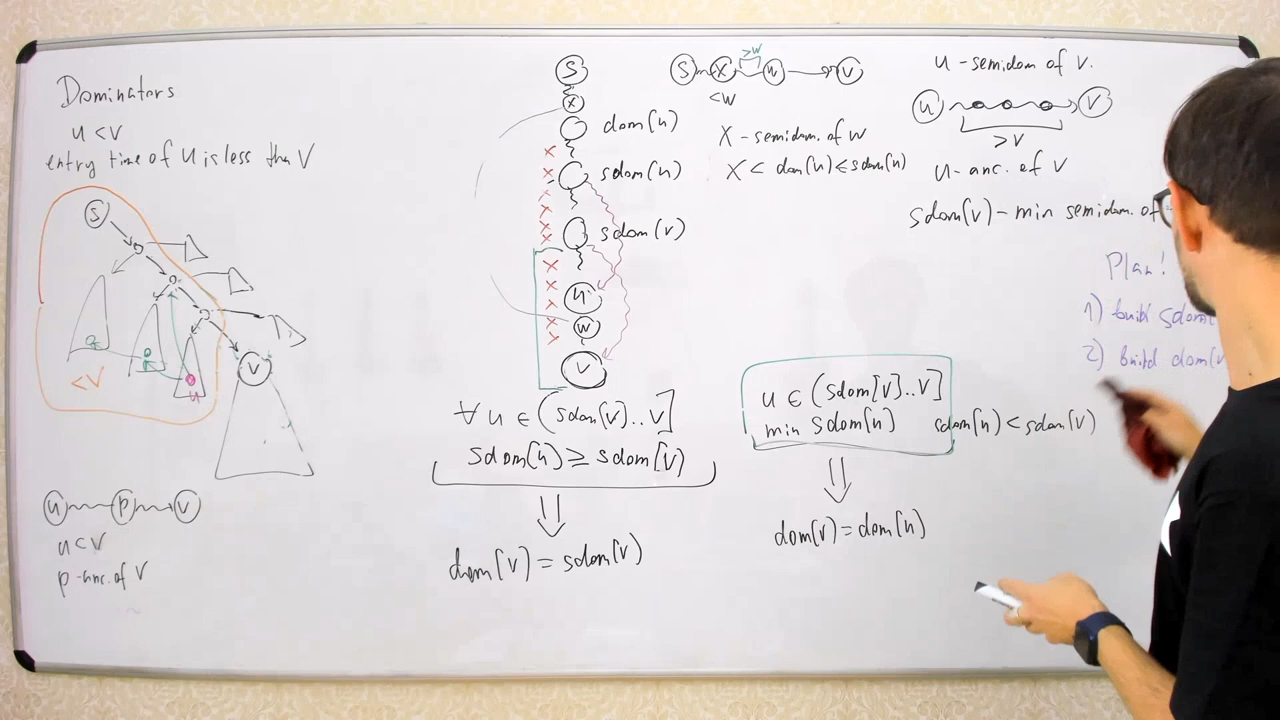 Dominators
u < v
entry time of u is less tha v
S
< v
v
u
u p v
u < v
p - anc. of v
S
x
dom(u)
sdom(u)
sdom(v)
u
w
v
∀ u ∈ (sdom[v]..v]
sdom(u) ≥ sdom[v)
⇓
dom[v) = sdom(v)
S x >w w v
<w
x - semidom. of w
x < dom(u) ≤ sdom(u)
u ∈ (sdom[v]..v]
min sdom[u]
sdom(u) < sdom(v)
⇓
dom(v) = dom(u)
u - semidom of v.
u v
> v
u - anc. of v
sdom(v) - min semidom. of
Plan!
1) build sdom(
2) build dom(v